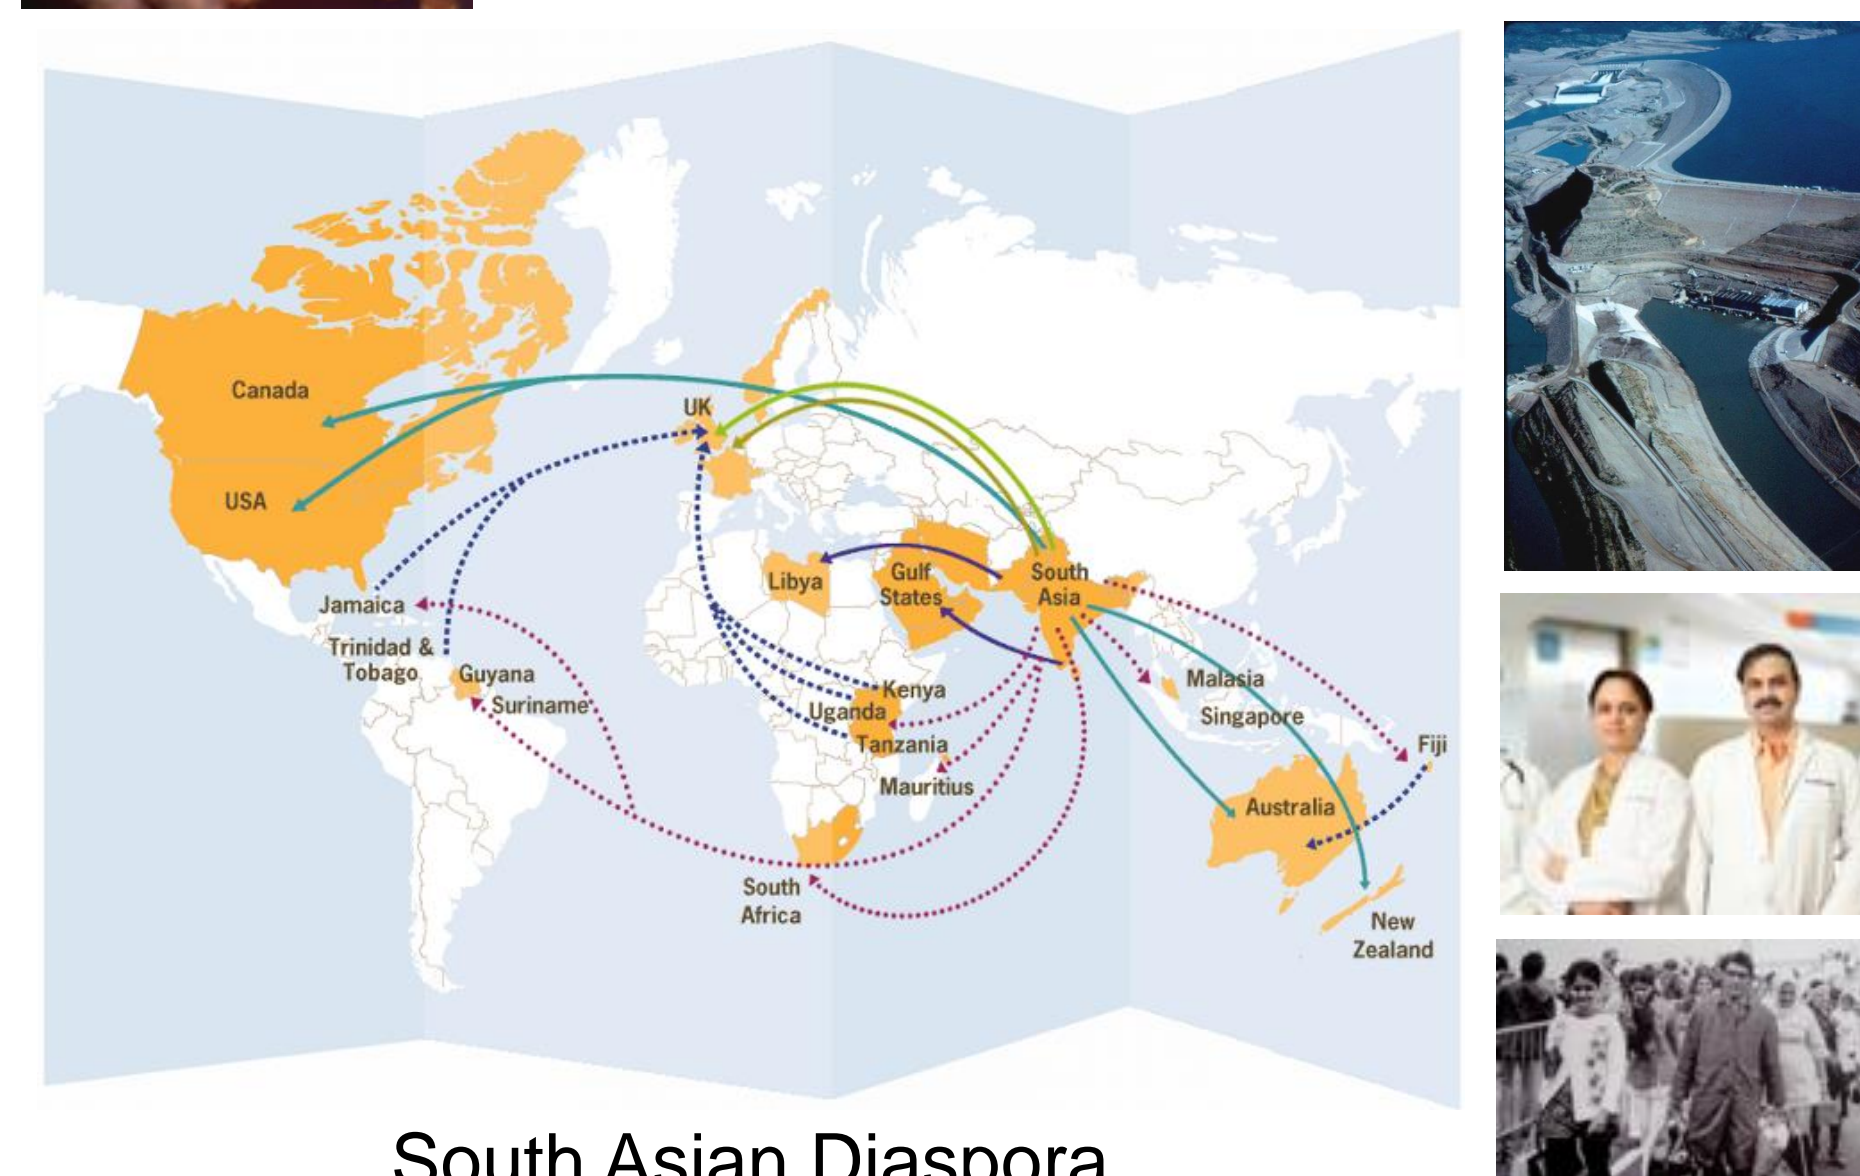 Canada
UK
USA
South
Asia
Gulf
States
Libya
Jamaica
Trinidad &
Tobago
Guyana
Suriname
Kenya
Uganda
Tanzania
Mauritius
Malasia
Singapore
Fiji
Australia
South
Africa
New
Zealand
South Asian Diaspora